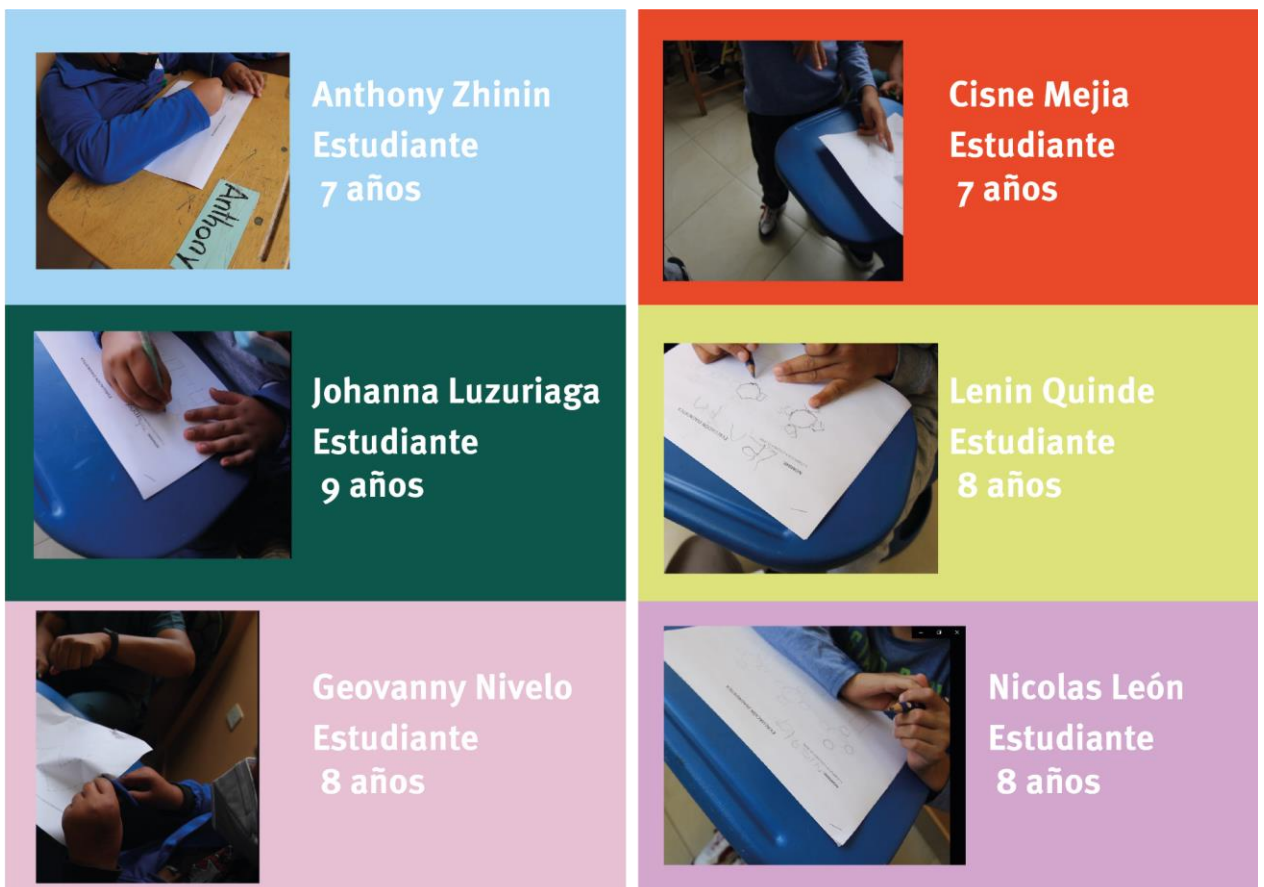 Anthony Zhinin
Estudiante
7 años
Anthony
Cisne Mejia
Estudiante
7 años
Johanna Luzuriaga
Estudiante
9 años
Lenin Quinde
Estudiante
8 años
Geovanny Nivelo
Estudiante
8 años
Nicolas León
Estudiante
8 años